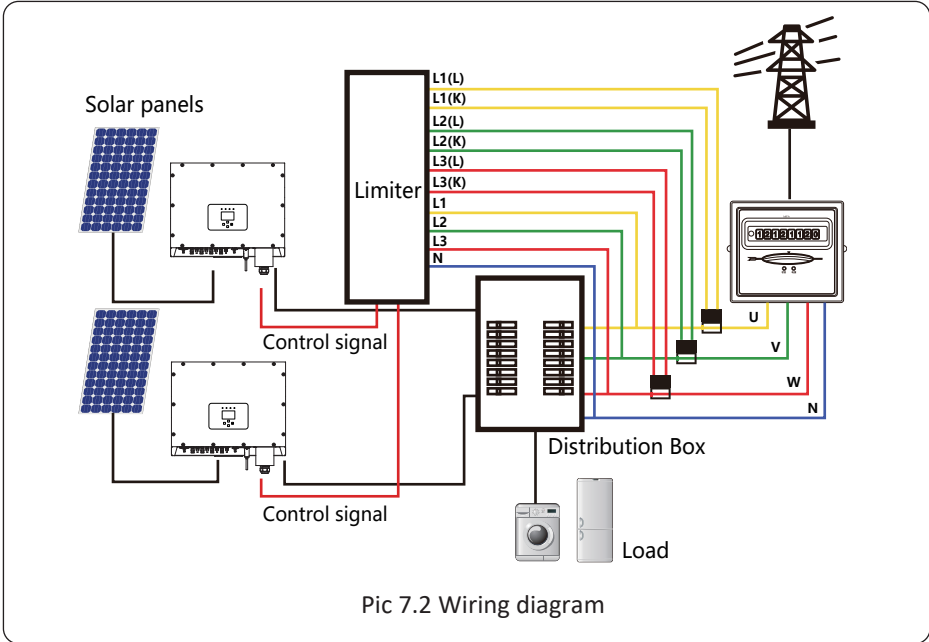 Solar panels
Limiter
L1(L)
L1(K)
L2(L)
L2(K)
L3(L)
L3(K)
L1
L2
L3
N
12121120
U
V
W
N
Control signal
Distribution Box
Control signal
Load
Pic 7.2 Wiring diagram